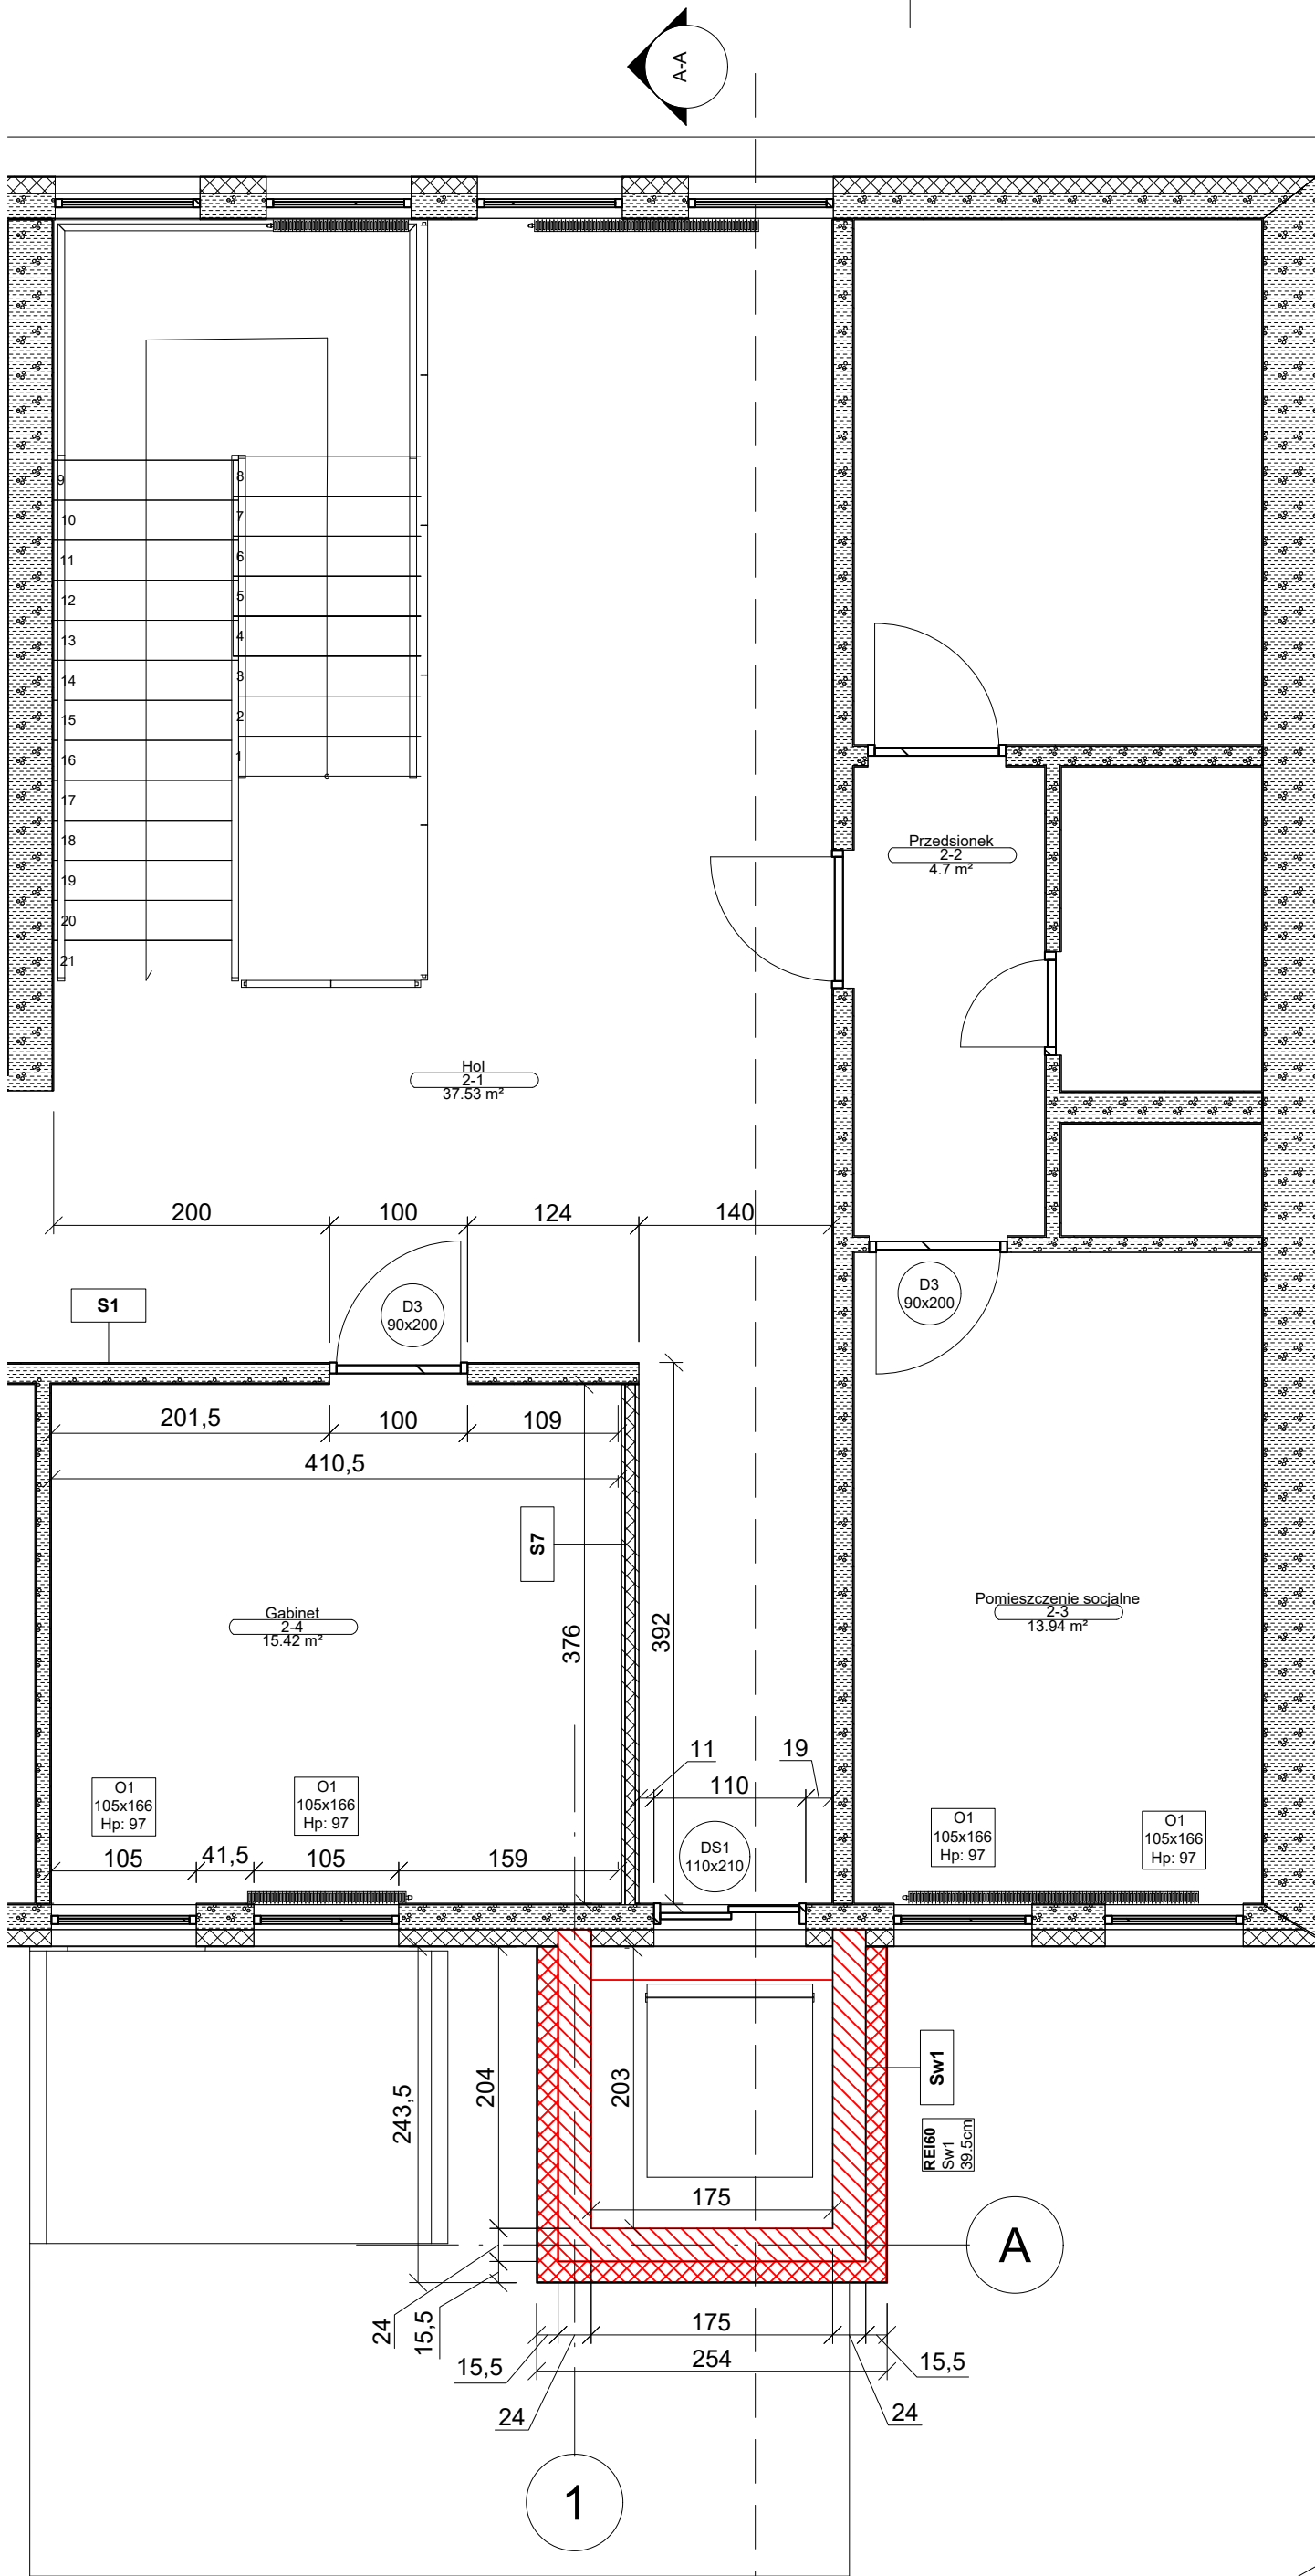 A-A
9
10
11
12
13
14
15
16
17
18
19
20
21
8
7
6
5
4
3
2
1
Przedsionek
2-2
4.7 m²
Hol
2-1
37.53 m²
200
100
124
140
S1
D3
90x200
D3
90x200
201,5
100
109
410,5
S7
376
392
Gabinet
2-4
15.42 m²
Pomieszczenie socjalne
2-3
13.94 m²
11
19
110
O1
105x166
Hp: 97
O1
105x166
Hp: 97
DS1
110x210
O1
105x166
Hp: 97
O1
105x166
Hp: 97
105
41,5
105
159
243,5
204
203
Sw1
REI60
Sw1
39.5cm
175
A
24
15,5
175
15,5
254
15,5
24
24
1